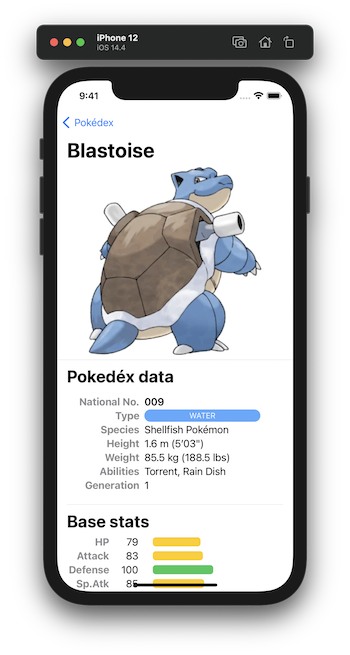 iPhone 12
iOS 14.4
9:41
Pokédex
Blastoise
Pokedéx data
National No. 009
Type WATER
Species Shellfish Pokémon
Height 1.6 m (5′03″)
Weight 85.5 kg (188.5 lbs)
Abilities Torrent, Rain Dish
Generation 1
Base stats
HP 79
Attack 83
Defense 100
Sp.Atk 85